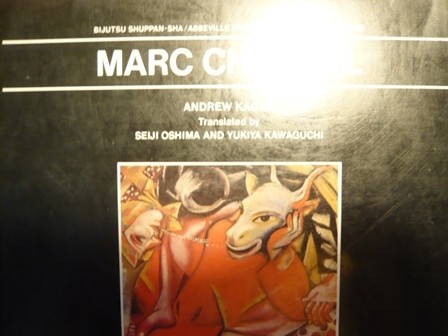 BIJUTSU SHUPPAN-SHA/ABBEVILLE
MARC
ANDREW
Translated by
SEIJI OSHIMA AND YUKIYA KAWAGUCHI